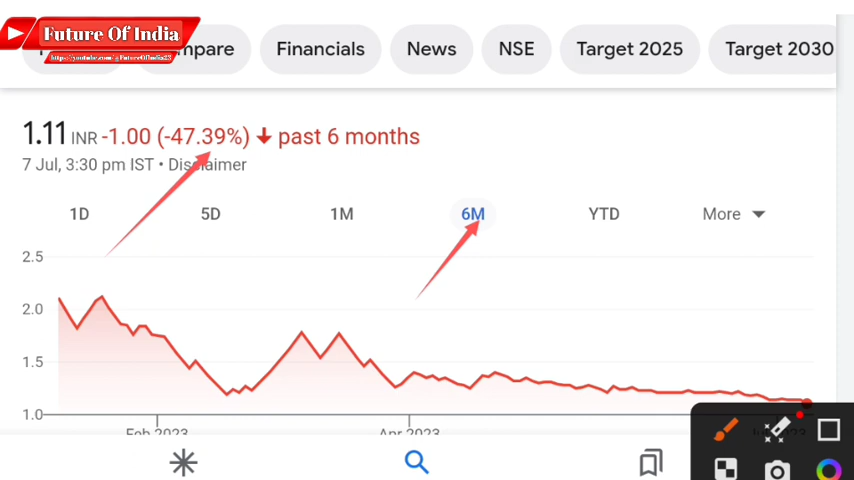 Future Of India
https://youtube.com/@FutureOfIndia23
mpare
Financials
News
NSE
Target 2025
Target 2030
1.11 INR -1.00 (-47.39%) ↓ past 6 months
7 Jul, 3:30 pm IST • Disclaimer
1D
5D
1M
6M
YTD
More
2.5
2.0
1.5
1.0
Feb 2023
Apr 2023